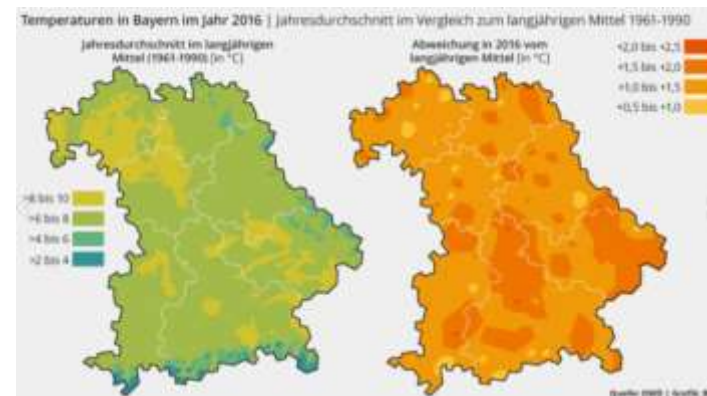 Temperaturen in Bayern im Jahr 2016 | Jahresdurchschnitt im Vergleich zum langjährigen Mittel 1961-1990
Jahresdurchschnitt im langjährigen
Mittel (1961-1990) [in °C]
>8 bis 10
>6 bis 8
>4 bis 6
>2 bis 4
Abweichung in 2016 vom
langjährigen Mittel [in °C]
+2,0 bis +2,5
+1,5 bis +2,0
+1,0 bis +1,5
+0,5 bis +1,0
Quelle: DWD | Grafik: